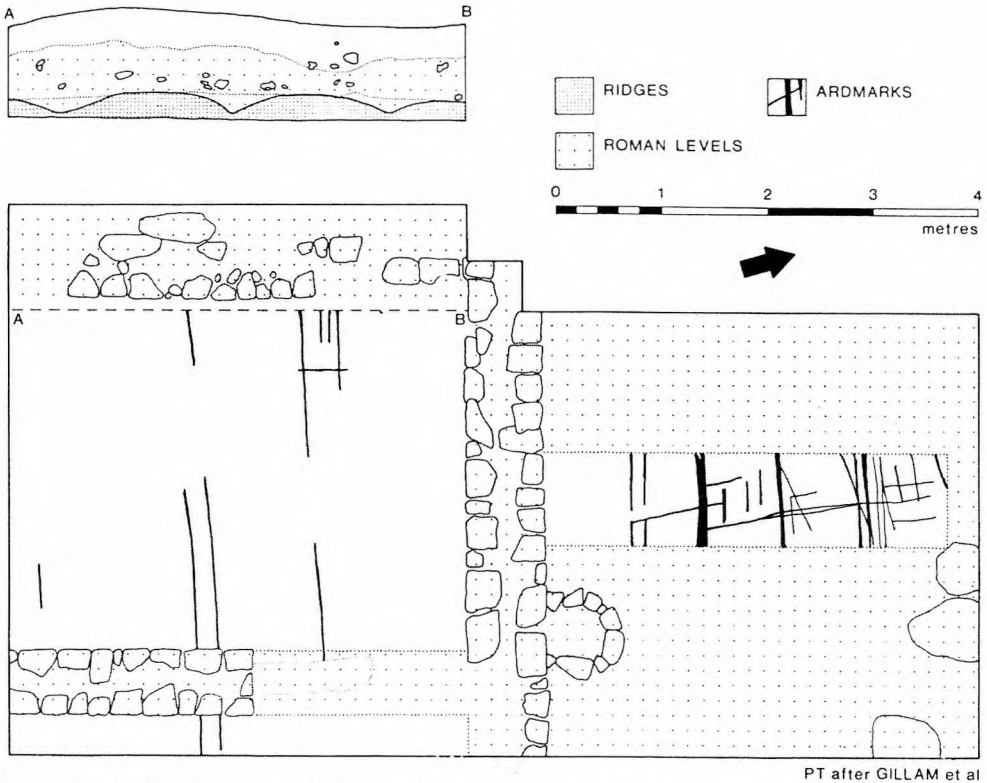 A B
RIDGES
ARDMARKS
ROMAN LEVELS
0 1 2 3 4
metres
A B
PT after GILLAM et al